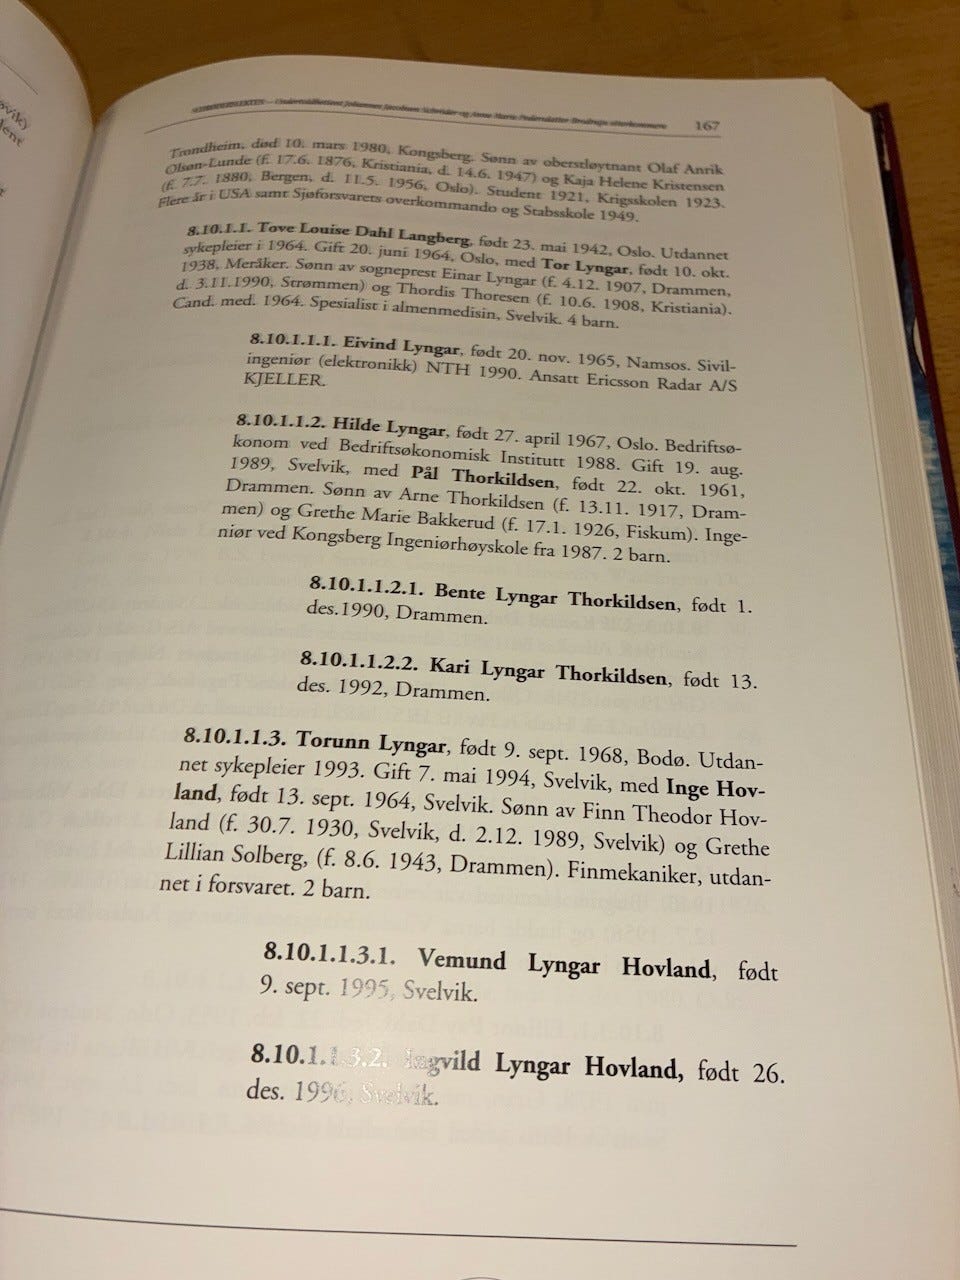 øvik)
dent
SLEKTEN — Undertollbetjent Johannes Jacobsen Schrøder og Anne Marie Pedersdatter etterkommere 167
Trondheim, død 10. mars 1980, Kongsberg. Sønn av oberstløytnant Olaf Anrik
Olsøn-Lunde (f. 17.6. 1876, Kristiania, d. 14.6. 1947) og Kaja Helene Kristensen
(f. 7.7. 1880, Bergen, d. 11.5. 1956, Oslo). Student 1921, Krigsskolen 1923.
Flere år i USA samt Sjøforsvarets overkommando og Stabsskole 1949.
8.10.1.1. Tove Louise Dahl Langberg, født 23. mai 1942, Oslo. Utdannet
sykepleier i 1964. Gift 20. juni 1964, Oslo, med Tor Lyngar, født 10. okt.
1938, Meråker. Sønn av sogneprest Einar Lyngar (f. 4.12. 1907, Drammen,
d. 3.11.1990, Strømmen) og Thordis Thoresen (f. 10.6. 1908, Kristiania).
Cand. med. 1964. Spesialist i almenmedisin, Svelvik. 4 barn.
8.10.1.1.1. Eivind Lyngar, født 20. nov. 1965, Namsos. Sivil-
ingeniør (elektronikk) NTH 1990. Ansatt Ericsson Radar A/S
KJELLER.
8.10.1.1.2. Hilde Lyngar, født 27. april 1967, Oslo. Bedriftsø-
konom ved Bedriftsøkonomisk Institutt 1988. Gift 19. aug.
1989, Svelvik, med Pål Thorkildsen, født 22. okt. 1961,
Drammen. Sønn av Arne Thorkildsen (f. 13.11. 1917, Dram-
men) og Grethe Marie Bakkerud (f. 17.1. 1926, Fiskum). Inge-
niør ved Kongsberg Ingeniørhøyskole fra 1987. 2 barn.
8.10.1.1.2.1. Bente Lyngar Thorkildsen, født 1.
des.1990, Drammen.
8.10.1.1.2.2. Kari Lyngar Thorkildsen, født 13.
des. 1992, Drammen.
8.10.1.1.3. Torunn Lyngar, født 9. sept. 1968, Bodø. Utdan-
net sykepleier 1993. Gift 7. mai 1994, Svelvik, med Inge Hov-
land, født 13. sept. 1964, Svelvik. Sønn av Finn Theodor Hov-
land (f. 30.7. 1930, Svelvik, d. 2.12. 1989, Svelvik) og Grethe
Lillian Solberg, (f. 8.6. 1943, Drammen). Finmekaniker, utdan-
net i forsvaret. 2 barn.
8.10.1.1.3.1. Vemund Lyngar Hovland, født
9. sept. 1995, Svelvik.
8.10.1.1.3.2. Ingvild Lyngar Hovland, født 26.
des. 1996, Svelvik.